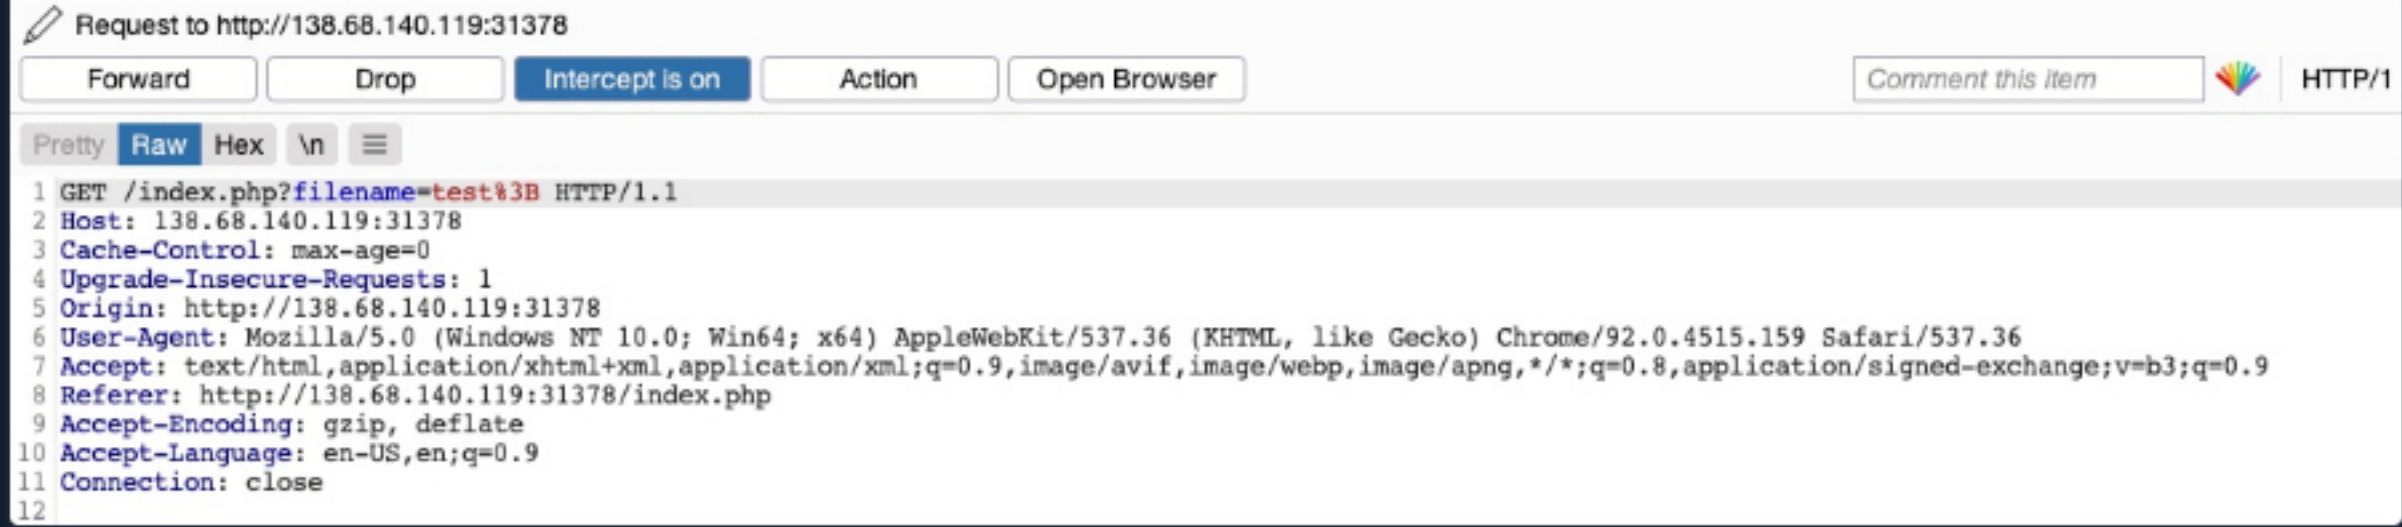 Request to http://138.68.140.119:31378
Forward Drop Intercept is on Action Open Browser Comment this item HTTP/1
Pretty Raw Hex \n
1 GET /index.php?filename=test%3B HTTP/1.1
2 Host: 138.68.140.119:31378
3 Cache-Control: max-age=0
4 Upgrade-Insecure-Requests: 1
5 Origin: http://138.68.140.119:31378
6 User-Agent: Mozilla/5.0 (Windows NT 10.0; Win64; x64) AppleWebKit/537.36 (KHTML, like Gecko) Chrome/92.0.4515.159 Safari/537.36
7 Accept: text/html,application/xhtml+xml,application/xml;q=0.9,image/avif,image/webp,image/apng,*/*;q=0.8,application/signed-exchange;v=b3;q=0.9
8 Referer: http://138.68.140.119:31378/index.php
9 Accept-Encoding: gzip, deflate
10 Accept-Language: en-US,en;q=0.9
11 Connection: close
12